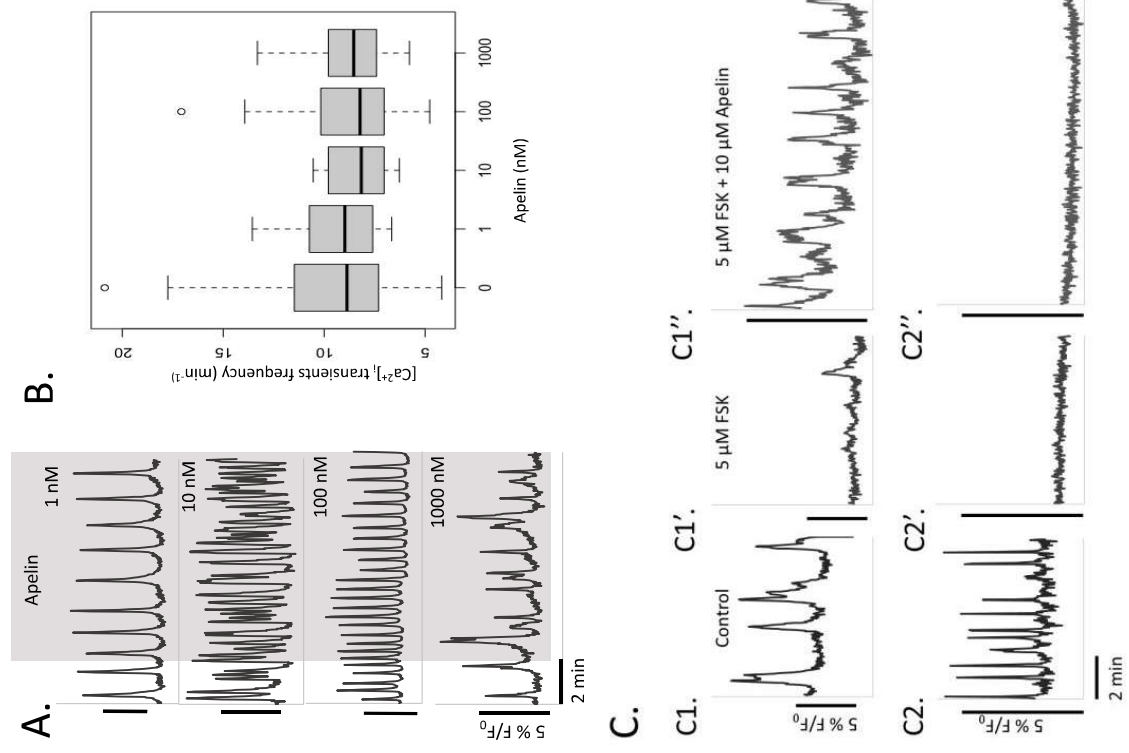 A.
Apelin
1 nM
10 nM
100 nM
1000 nM
5 % F/F0
2 min
B.
[Ca2+]i transients frequency (min-1)
20
15
10
5
0
1
10
100
1000
Apelin (nM)
C.
C1.
Control
5 % F/F0
C1'.
5 µM FSK
C1''.
5 µM FSK + 10 µM Apelin
C2.
5 % F/F0
2 min
C2'.
C2''.